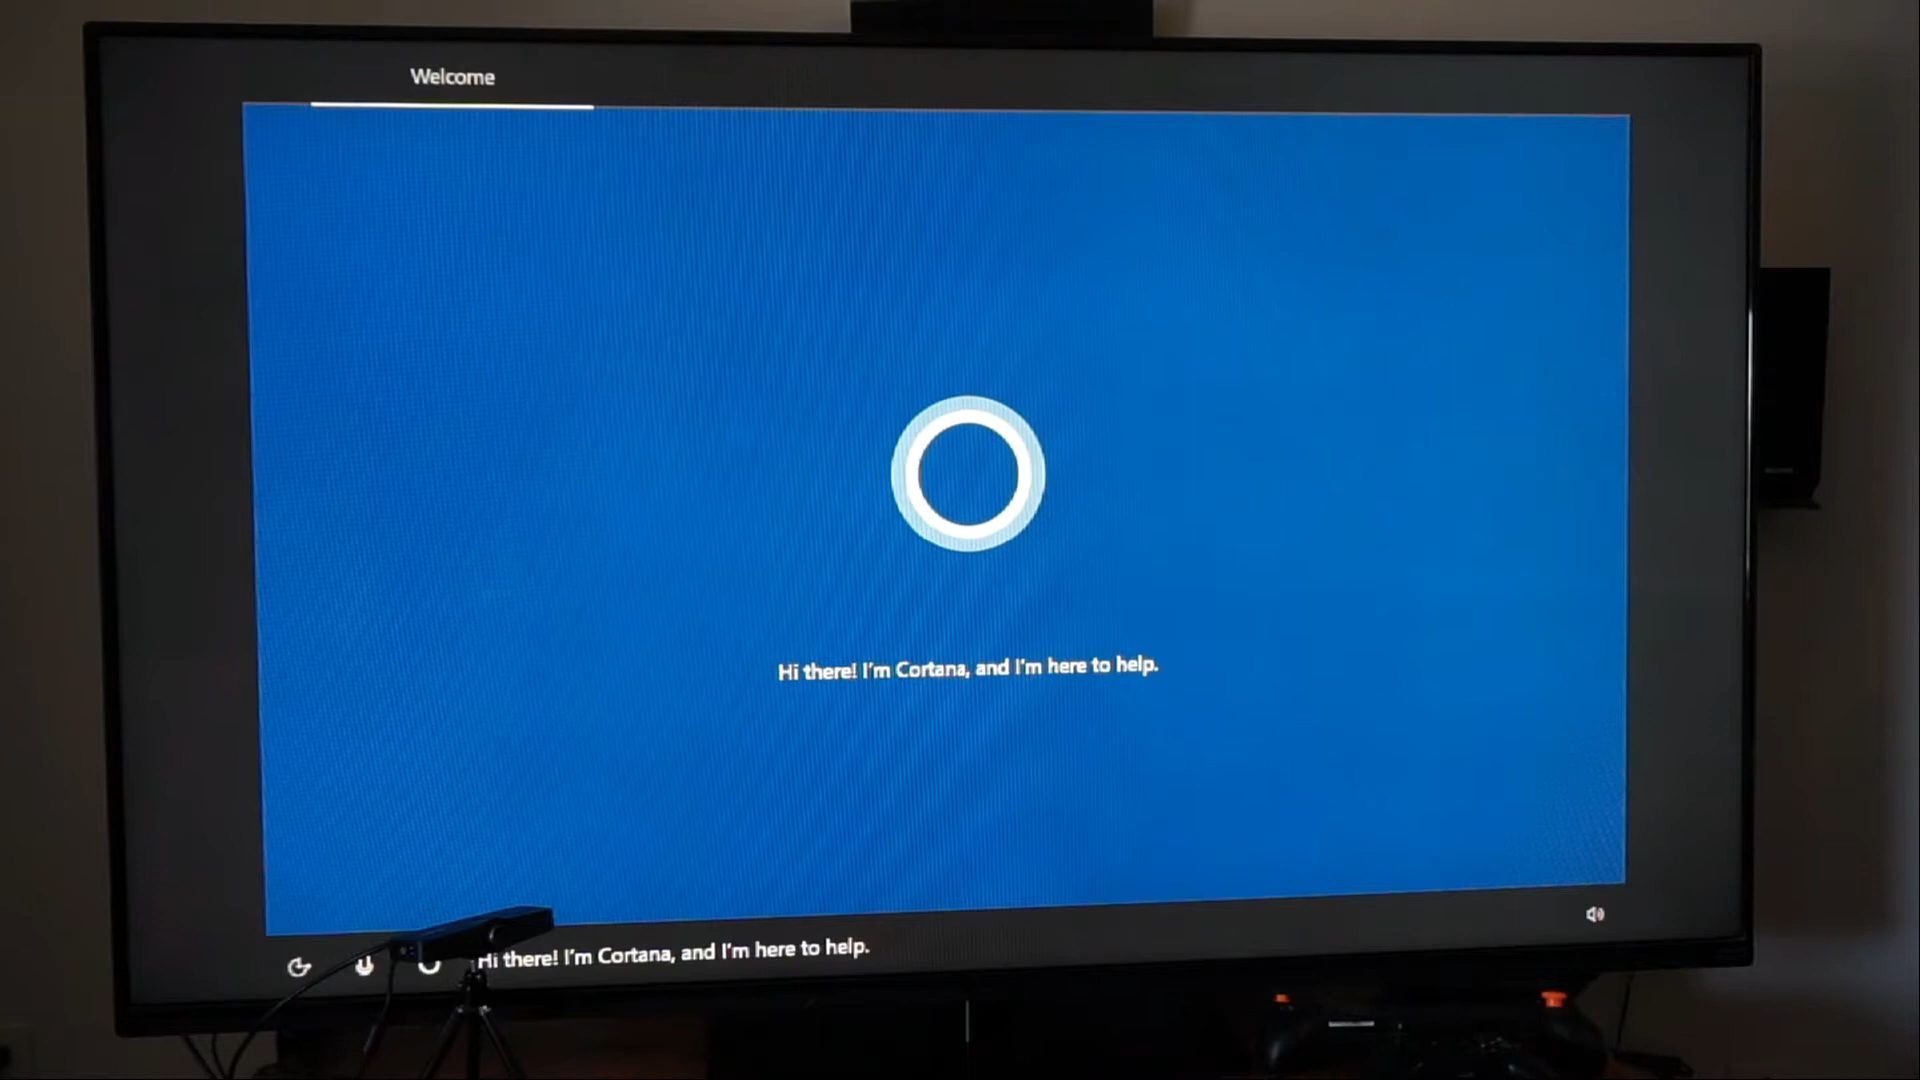 Welcome
Hi there! I'm Cortana, and I'm here to help.
Hi there! I'm Cortana, and I'm here to help.